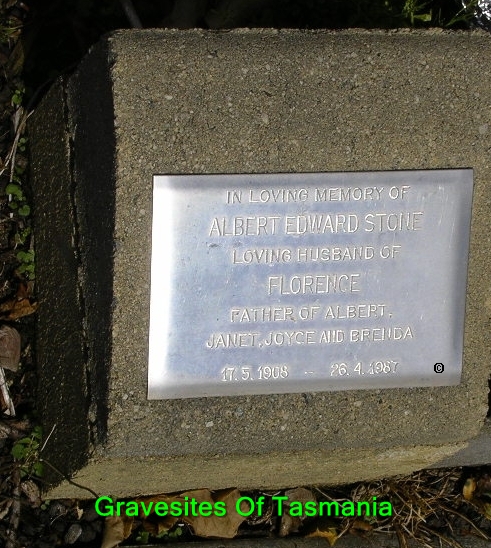 IN LOVING MEMORY OF
ALBERT EDWARD STONE
LOVING HUSBAND OF
FLORENCE
FATHER OF ALBERT,
JANET, JOYCE AND BRENDA
17.5.1908 - 26.4.1987 ©
Gravesites Of Tasmania